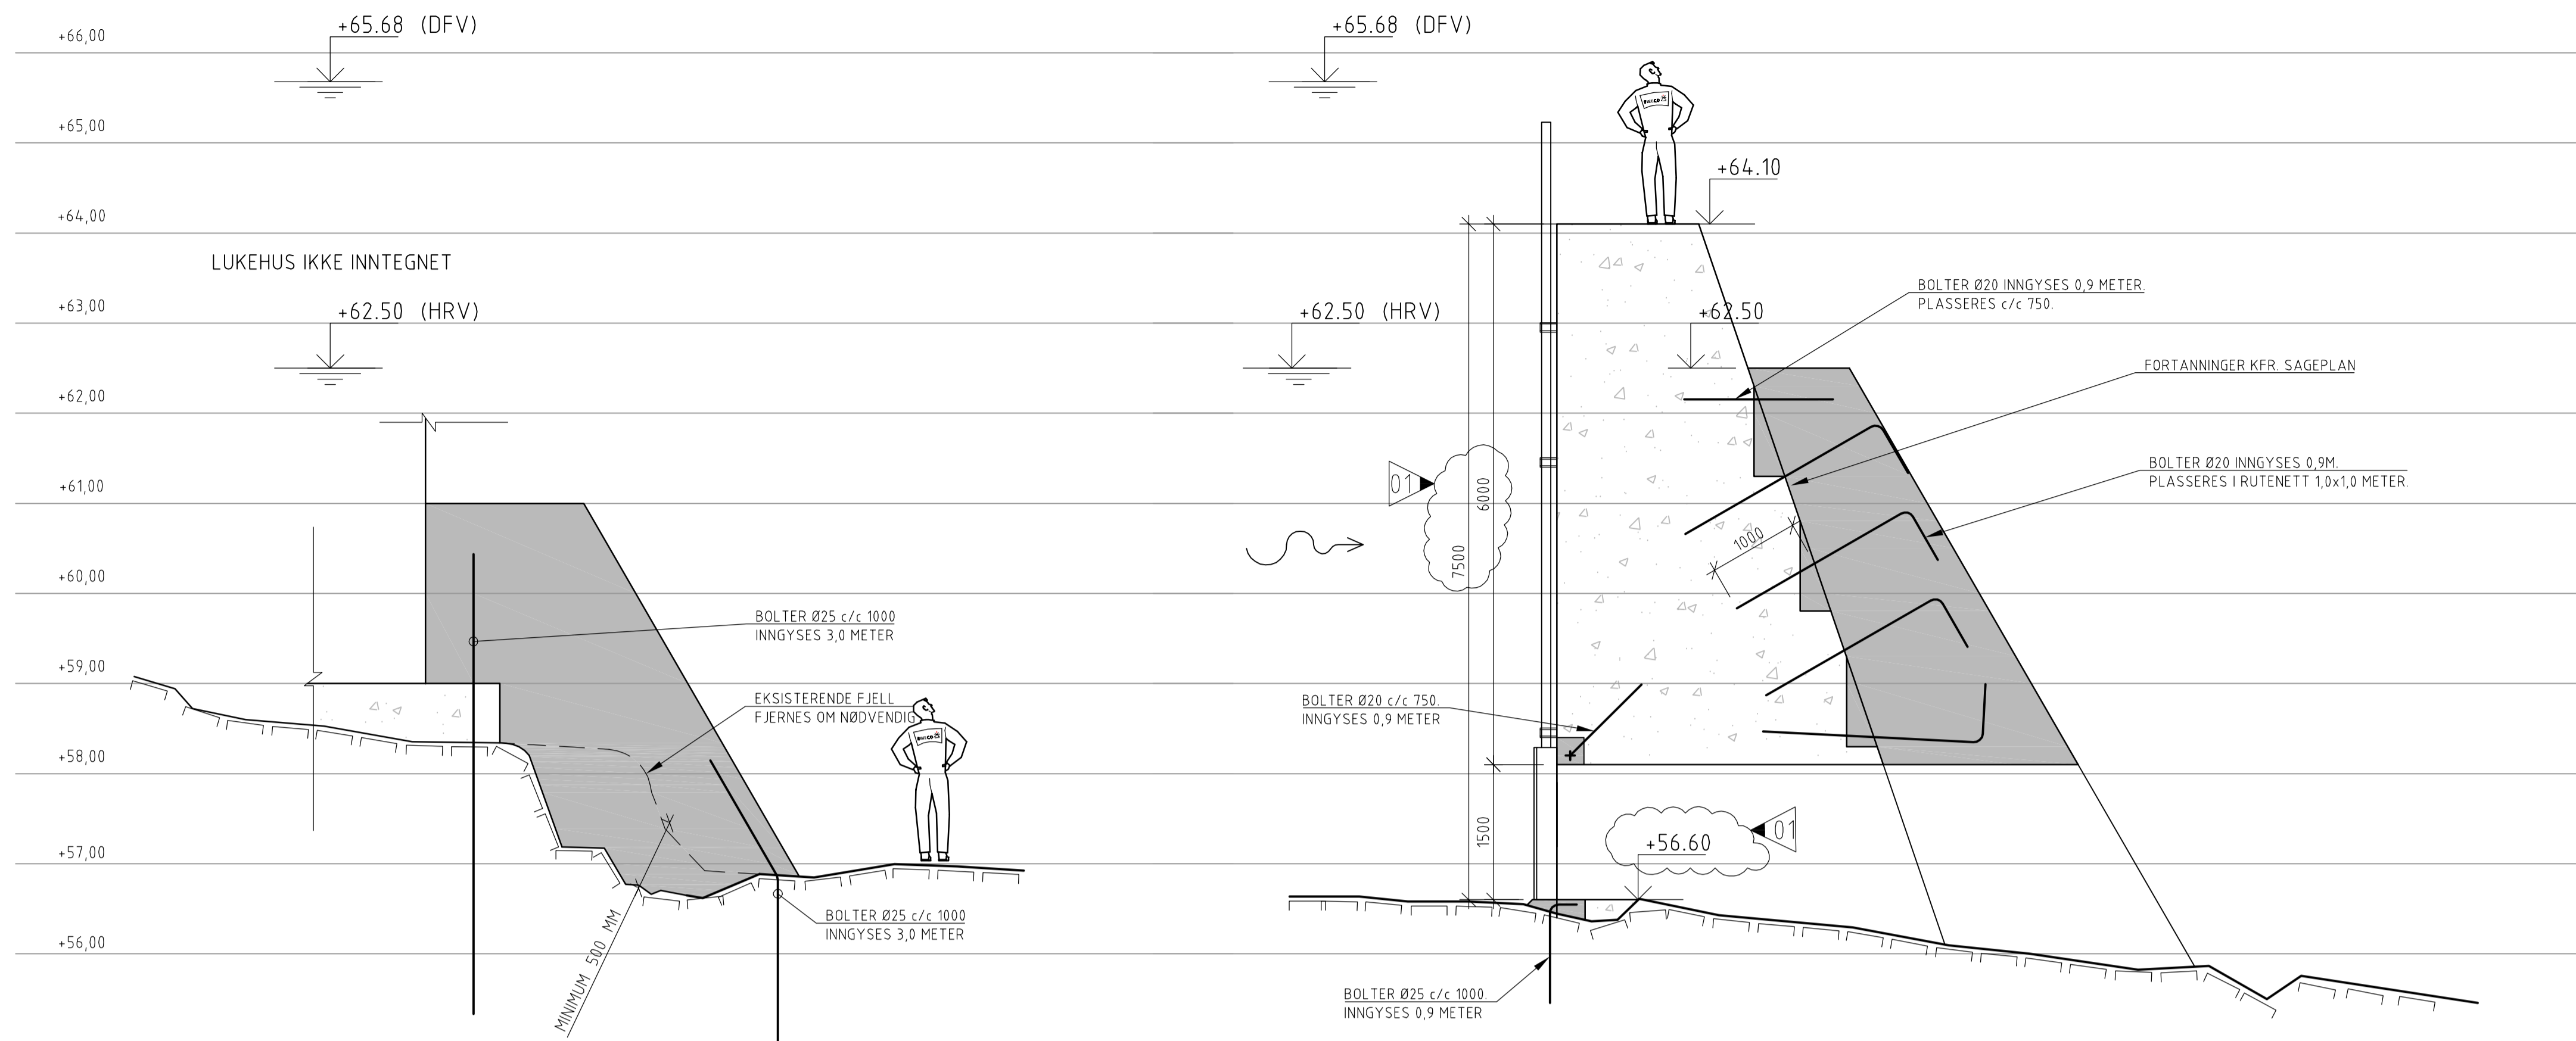 +66,00
+65,00
+64,00
+63,00
+62,00
+61,00
+60,00
+59,00
+58,00
+57,00
+56,00
+65.68 (DFV)
LUKEHUS IKKE INNTEGNET
+62.50 (HRV)
BOLTER Ø25 c/c 1000
INNGYSES 3,0 METER
EKSISTERENDE FJELL
FJERNES OM NØDVENDIG
BOLTER Ø25 c/c 1000
INNGYSES 3,0 METER
MINIMUM 500 MM
+65.68 (DFV)
+64.10
+62.50 (HRV)
+62.50
BOLTER Ø20 INNGYSES 0,9 METER.
PLASSERES c/c 750.
FORTANNINGER KFR. SAGEPLAN
BOLTER Ø20 INNGYSES 0,9M.
PLASSERES I RUTENETT 1,0x1,0 METER.
01
6000
7500
1000
BOLTER Ø20 c/c 750.
INNGYSES 0,9 METER
1500
+56.60
01
BOLTER Ø25 c/c 1000.
INNGYSES 0,9 METER